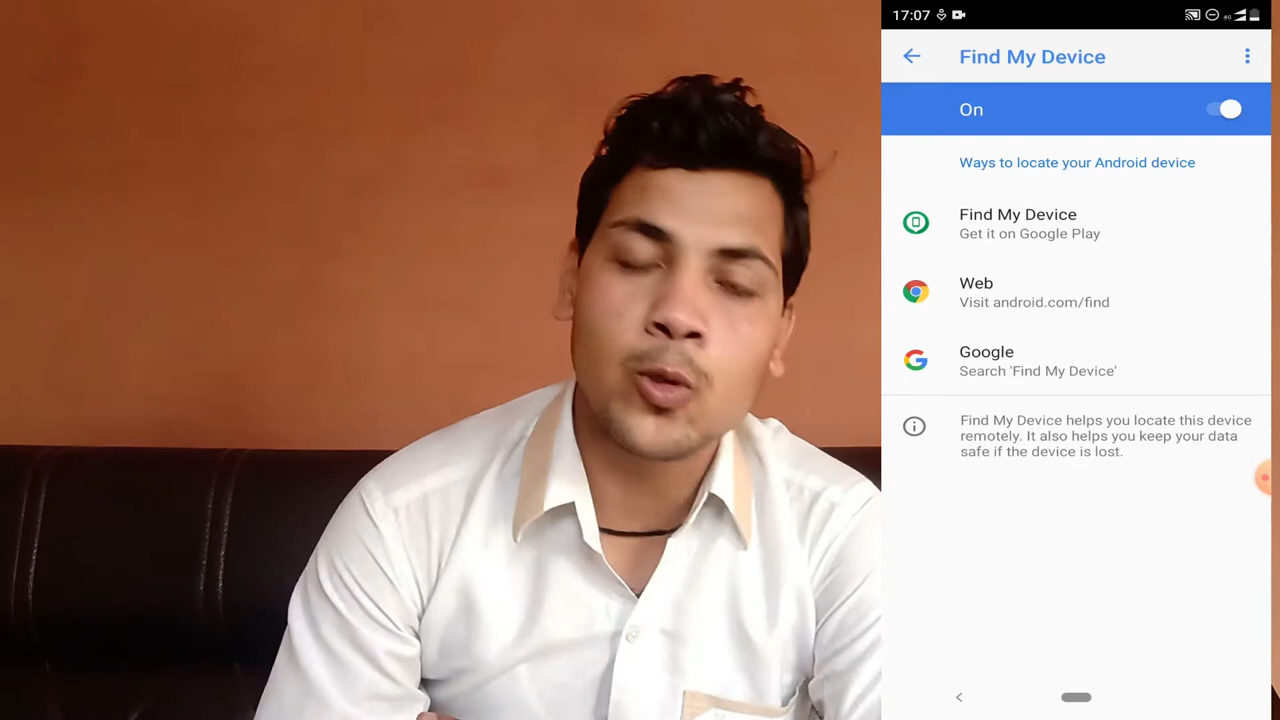 17:07
4G
Find My Device
On
Ways to locate your Android device
Find My Device
Get it on Google Play
Web
Visit android.com/find
Google
Search 'Find My Device'
Find My Device helps you locate this device
remotely. It also helps you keep your data
safe if the device is lost.